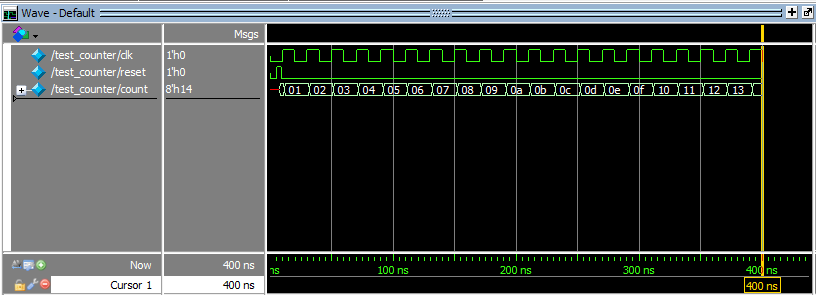 Wave - Default
Msgs
/test_counter/clk 1'h0
/test_counter/reset 1'h0
/test_counter/count 8'h14 01 02 03 04 05 06 07 08 09 0a 0b 0c 0d 0e 0f 10 11 12 13
Now 400 ns ns 100 ns 200 ns 300 ns 400 ns
Cursor 1 400 ns 400 ns